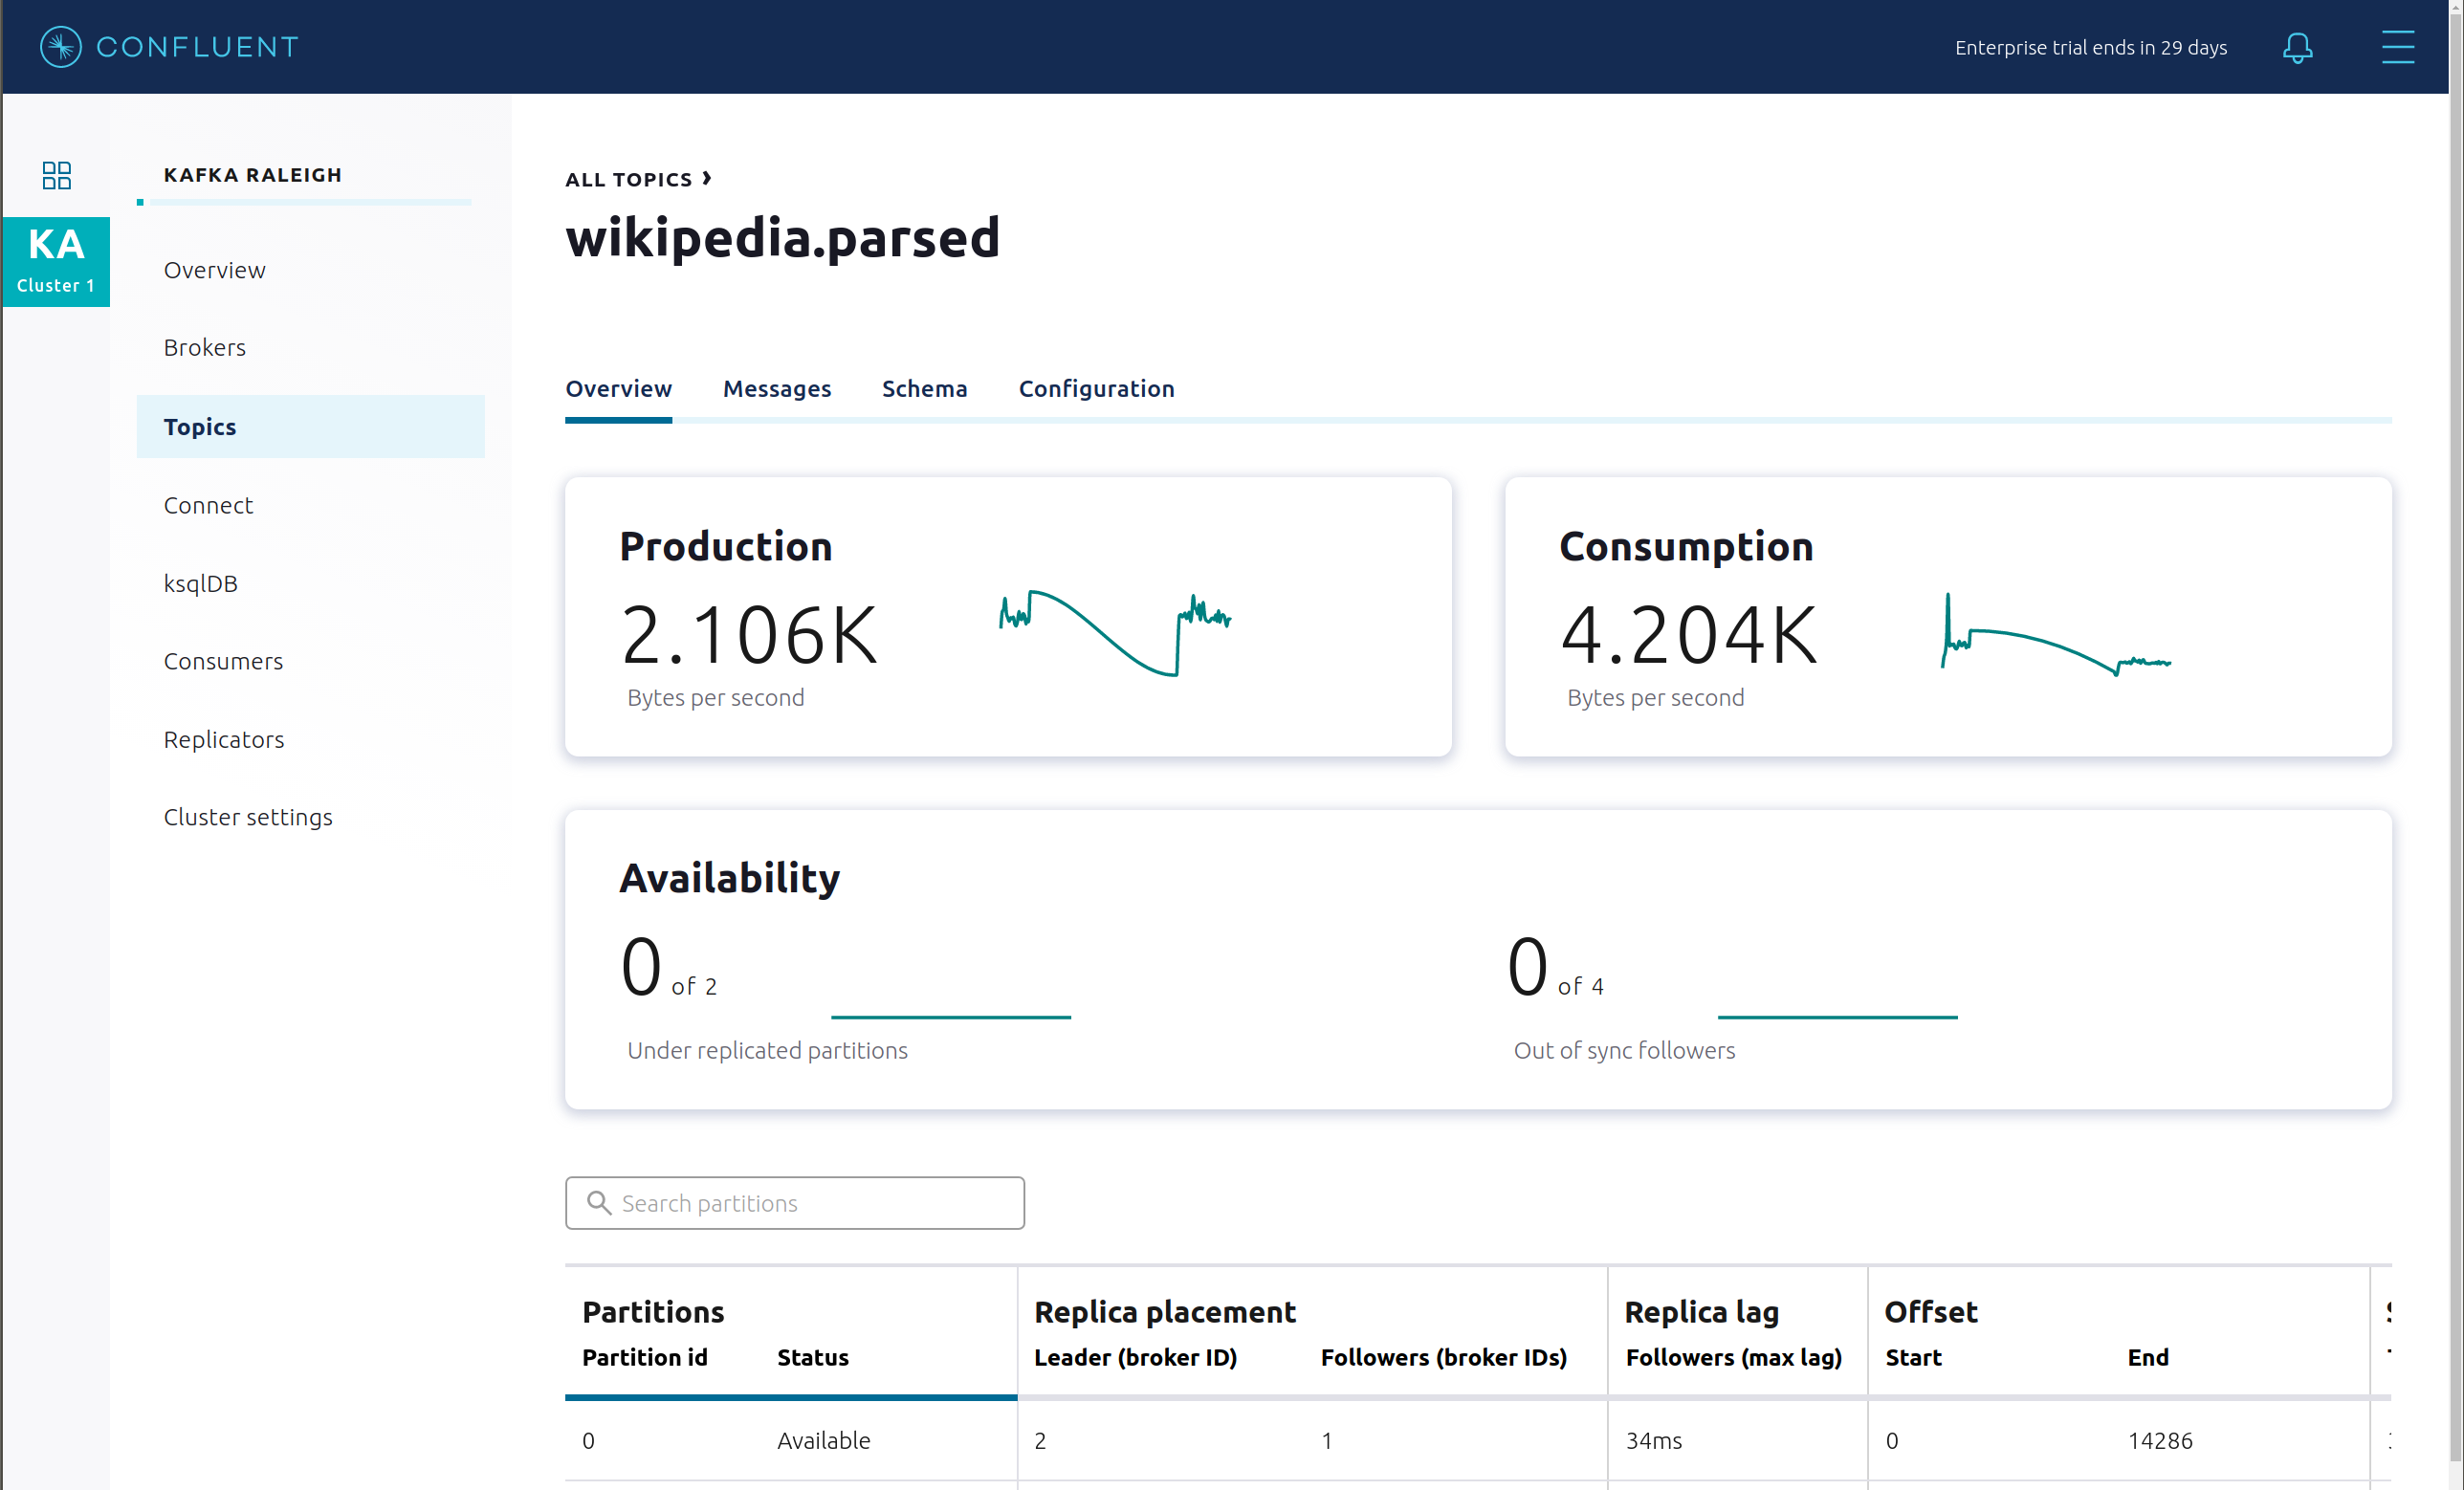 CONFLUENT
Enterprise trial ends in 29 days
KA
Cluster 1
KAFKA RALEIGH
Overview
Brokers
Topics
Connect
ksqlDB
Consumers
Replicators
Cluster settings
ALL TOPICS ›
wikipedia.parsed
Overview Messages Schema Configuration
Production
2.106K
Bytes per second
Consumption
4.204K
Bytes per second
Availability
0 of 2
Under replicated partitions
0 of 4
Out of sync followers
Search partitions
Partitions Replica placement Replica lag Offset
Partition id Status Leader (broker ID) Followers (broker IDs) Followers (max lag) Start End
0 Available 2 1 34ms 0 14286